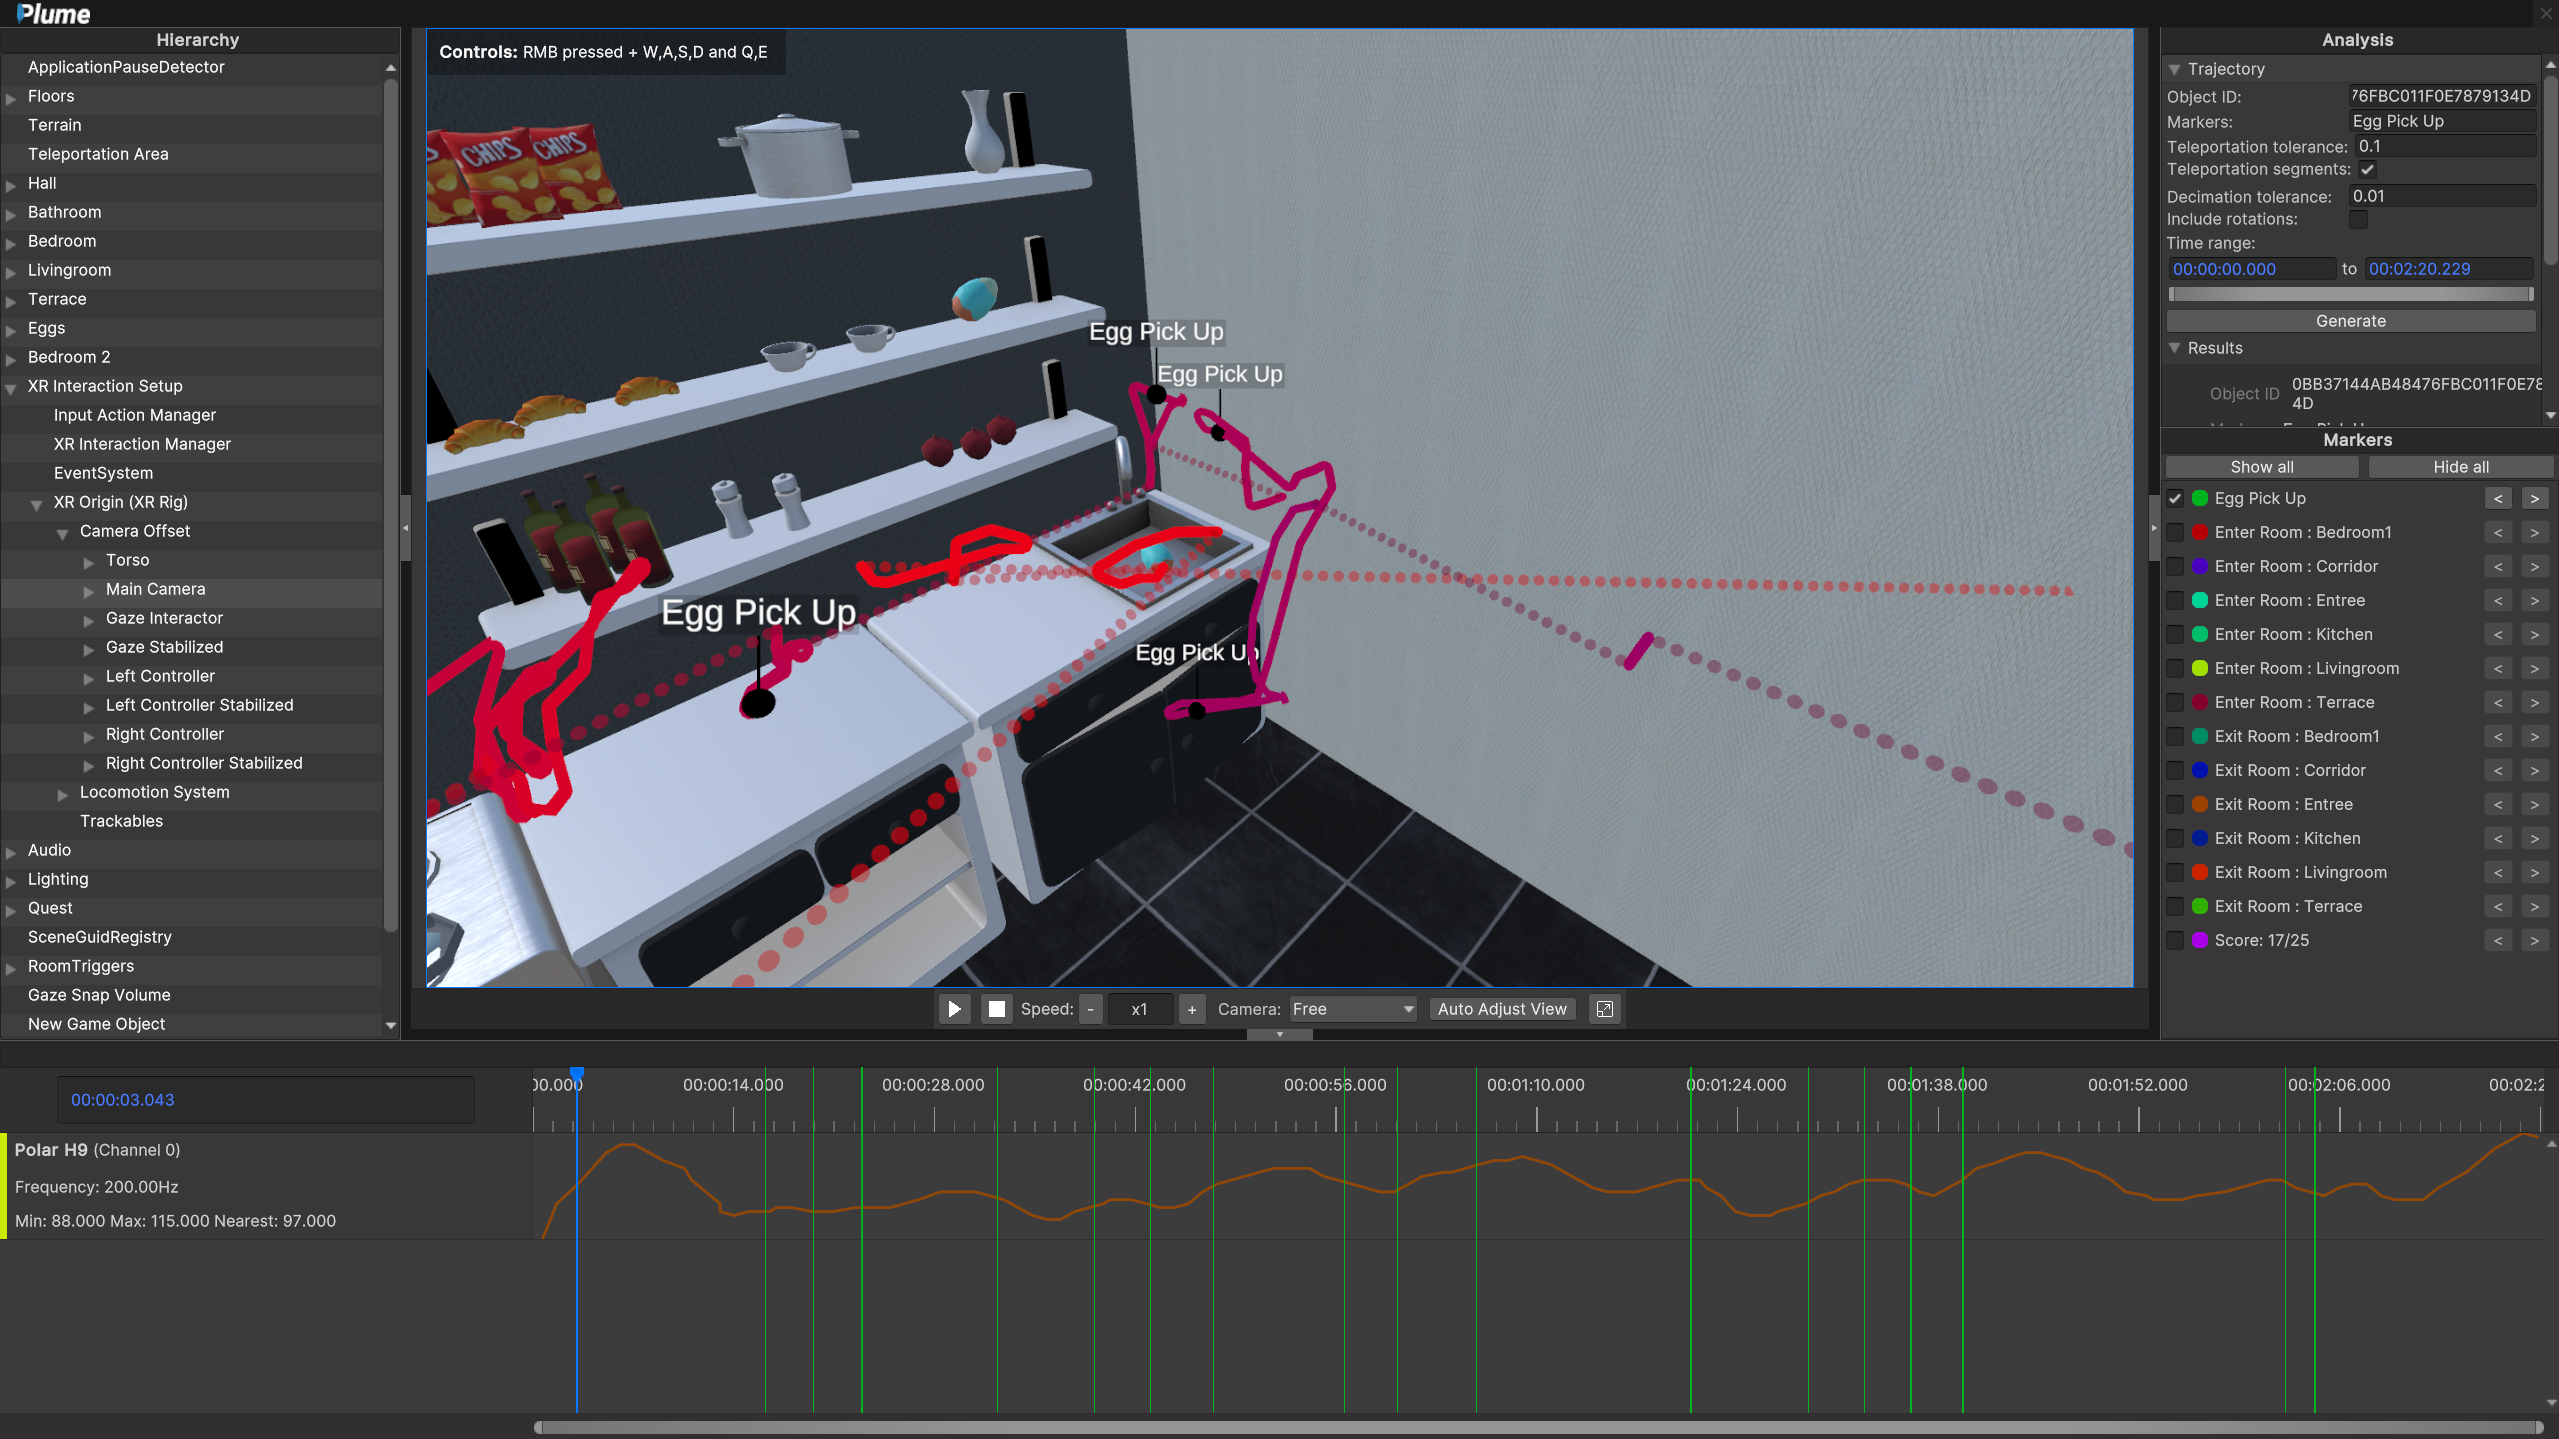 Plume
Hierarchy
ApplicationPauseDetector
Floors
Terrain
Teleportation Area
Hall
Bathroom
Bedroom
Livingroom
Terrace
Eggs
Bedroom 2
XR Interaction Setup
Input Action Manager
XR Interaction Manager
EventSystem
XR Origin (XR Rig)
Camera Offset
Torso
Main Camera
Gaze Interactor
Gaze Stabilized
Left Controller
Left Controller Stabilized
Right Controller
Right Controller Stabilized
Locomotion System
Trackables
Audio
Lighting
Quest
SceneGuidRegistry
RoomTriggers
Gaze Snap Volume
New Game Object
Controls: RMB pressed + W,A,S,D and Q,E
CHIPS
CHIPS
Egg Pick Up
Egg Pick Up
Egg Pick Up
Egg Pick Up
Speed: - x1 + Camera: Free Auto Adjust View
Analysis
Trajectory
Object ID: 76FBC011F0E7879134D
Markers: Egg Pick Up
Teleportation tolerance: 0.1
Teleportation segments:
Decimation tolerance: 0.01
Include rotations:
Time range:
00:00:00.000 to 00:02:20.229
Generate
Results
Object ID 0BB37144AB48476FBC011F0E78
4D
Markers
Show all Hide all
Egg Pick Up < >
Enter Room : Bedroom1 < >
Enter Room : Corridor < >
Enter Room : Entree < >
Enter Room : Kitchen < >
Enter Room : Livingroom < >
Enter Room : Terrace < >
Exit Room : Bedroom1 < >
Exit Room : Corridor < >
Exit Room : Entree < >
Exit Room : Kitchen < >
Exit Room : Livingroom < >
Exit Room : Terrace < >
Score: 17/25 < >
00:00:03.043
00.000 00:00:14.000 00:00:28.000 00:00:42.000 00:00:56.000 00:01:10.000 00:01:24.000 00:01:38.000 00:01:52.000 00:02:06.000 00:02:2
Polar H9 (Channel 0)
Frequency: 200.00Hz
Min: 88.000 Max: 115.000 Nearest: 97.000